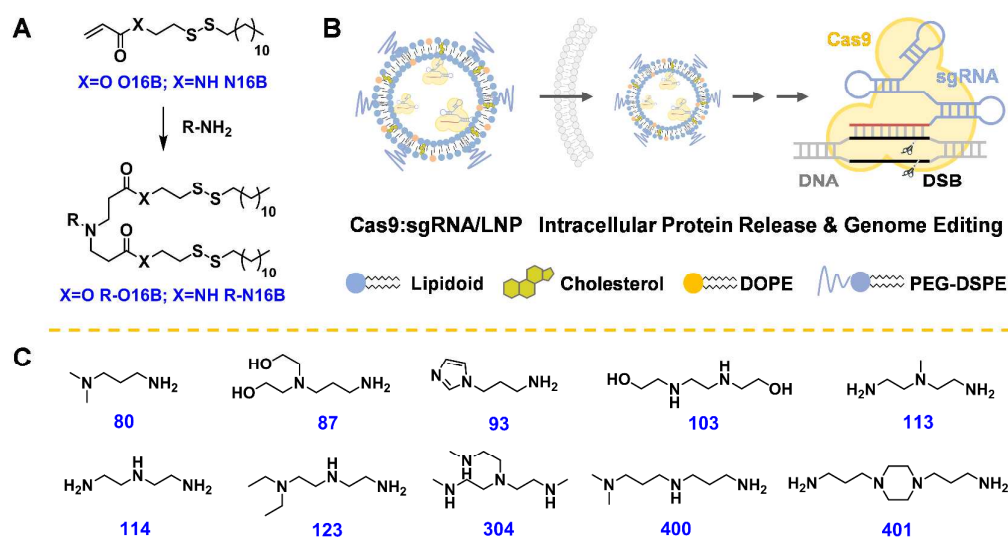 A
X
O
S
S
10
X=O O16B; X=NH N16B
R-NH2
O
X
S
S
10
R
N
O
X
S
S
10
X=O R-O16B; X=NH R-N16B
B
Cas9
sgRNA
DNA
DSB
Cas9:sgRNA/LNP Intracellular Protein Release & Genome Editing
Lipidoid
Cholesterol
DOPE
PEG-DSPE
C
N
NH2
80
HO
HO
N
NH2
87
N
N
NH2
93
HO
N
H
H
N
OH
103
H2N
N
NH2
113
H2N
H
N
NH2
114
N
H
N
NH2
123
N
H
N
H
N
N
H
304
N
N
H
NH2
400
H2N
N
N
NH2
401